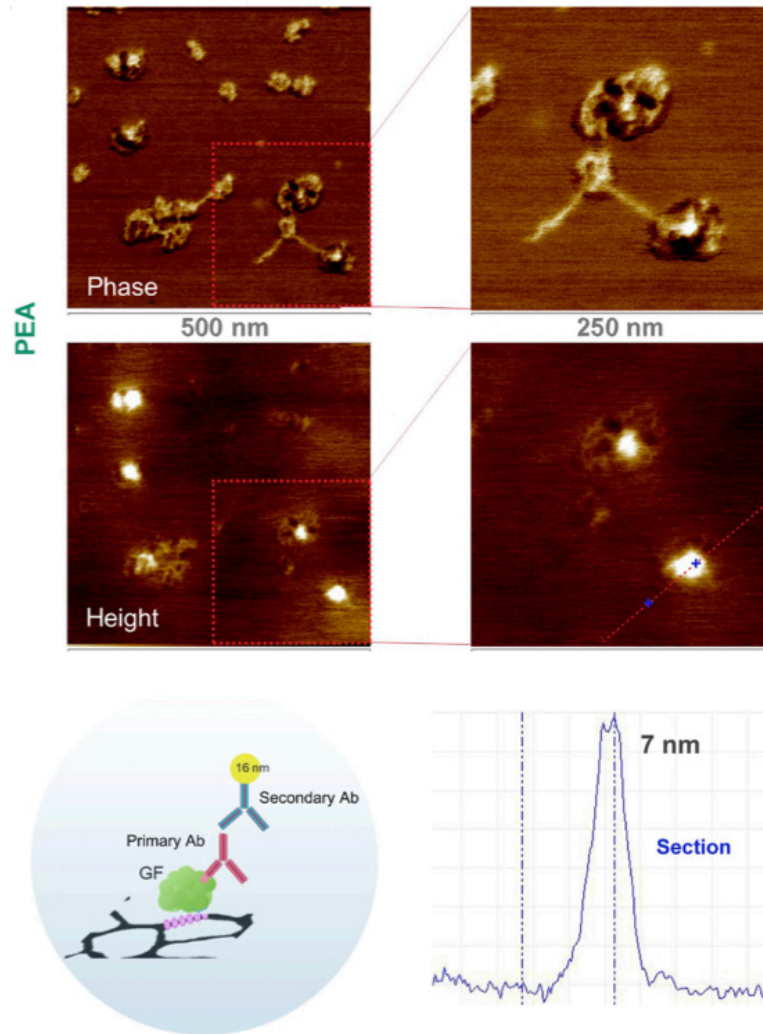 Phase
PEA
500 nm
250 nm
Height
16 nm
Secondary Ab
Primary Ab
GF
7 nm
Section